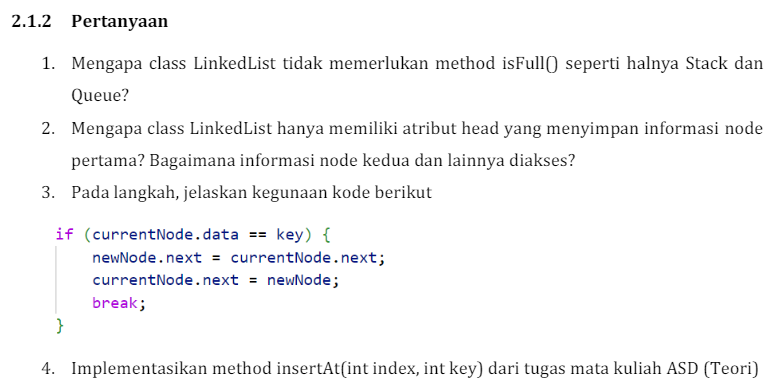 2.1.2 Pertanyaan
1. Mengapa class LinkedList tidak memerlukan method isFull() seperti halnya Stack dan
Queue?
2. Mengapa class LinkedList hanya memiliki atribut head yang menyimpan informasi node
pertama? Bagaimana informasi node kedua dan lainnya diakses?
3. Pada langkah, jelaskan kegunaan kode berikut
if (currentNode.data == key) {
newNode.next = currentNode.next;
currentNode.next = newNode;
break;
}
4. Implementasikan method insertAt(int index, int key) dari tugas mata kuliah ASD (Teori)